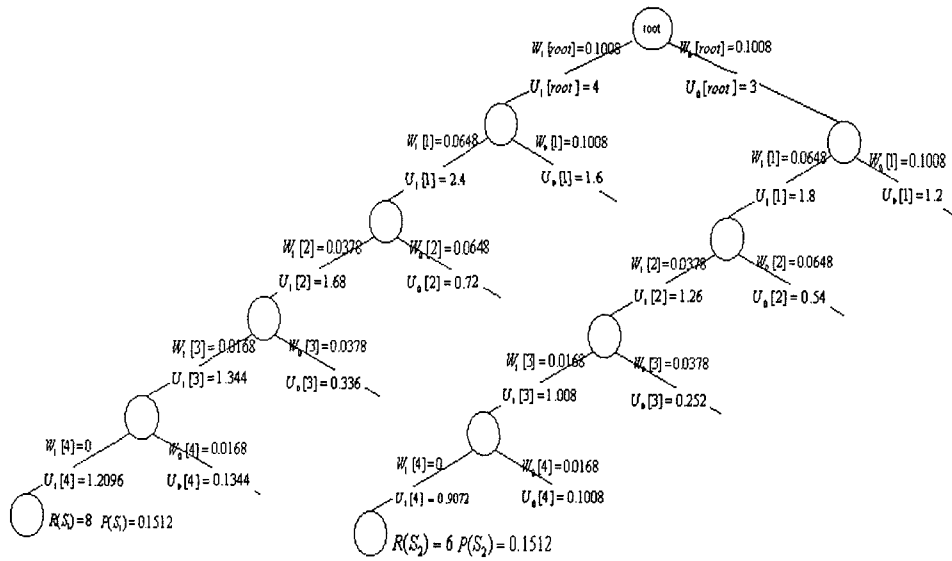 root
W₁[root]=0.1008 W₀[root]=0.1008
U₁[root]=4 U₀[root]=3
W₁[1]=0.0648 W₀[1]=0.1008
U₁[1]=2.4 U₀[1]=1.6
W₁[1]=0.0648 W₀[1]=0.1008
U₁[1]=1.8 U₀[1]=1.2
W₁[2]=0.0378 W₀[2]=0.0648
U₁[2]=1.68 U₀[2]=0.72
W₁[2]=0.0378 W₀[2]=0.0648
U₁[2]=1.26 U₀[2]=0.54
W₁[3]=0.0168 W₀[3]=0.0378
U₁[3]=1.344 U₀[3]=0.336
W₁[3]=0.0168 W₀[3]=0.0378
U₁[3]=1.008 U₀[3]=0.252
W₁[4]=0 W₀[4]=0.0168
U₁[4]=1.2096 U₀[4]=0.1344
W₁[4]=0 W₀[4]=0.0168
U₁[4]=0.9072 U₀[4]=0.1008
R(S₁)=8 P(S₁)=0.1512
R(S₂)=6 P(S₂)=0.1512